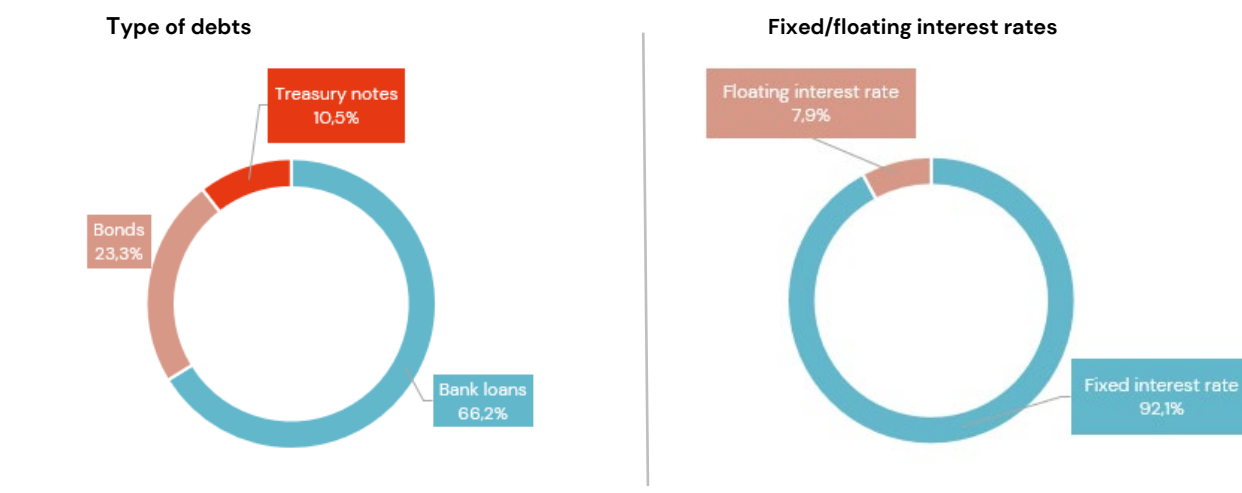 Type of debts
Treasury notes
10,5%
Bonds
23,3%
Bank loans
66,2%
Fixed/floating interest rates
Floating interest rate
7,9%
Fixed interest rate
92,1%